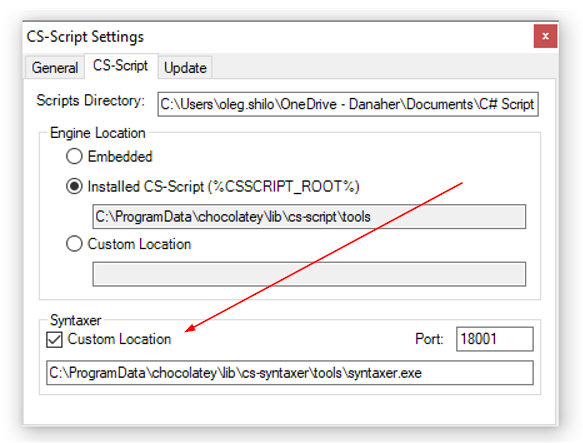 CS-Script Settings
x
General CS-Script Update
Scripts Directory: C:\Users\oleg.shilo\OneDrive - Danaher\Documents\C# Script
Engine Location
Embedded
Installed CS-Script (%CSSCRIPT_ROOT%)
C:\ProgramData\chocolatey\lib\cs-script\tools
Custom Location
Syntaxer
Custom Location Port: 18001
C:\ProgramData\chocolatey\lib\cs-syntaxer\tools\syntaxer.exe